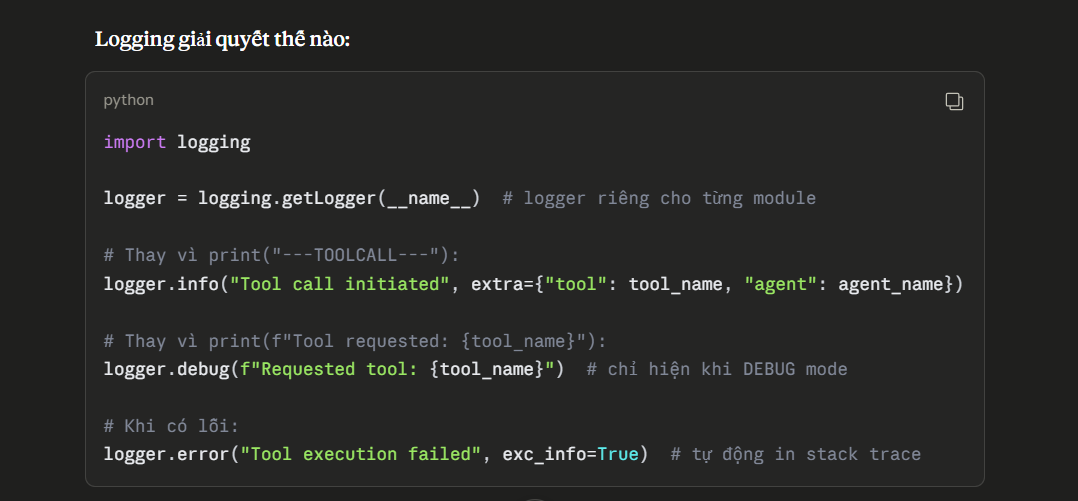 Logging giải quyết thế nào:
python
import logging
logger = logging.getLogger(__name__)  # logger riêng cho từng module
# Thay vì print("---TOOLCALL---"):
logger.info("Tool call initiated", extra={"tool": tool_name, "agent": agent_name})
# Thay vì print(f"Tool requested: {tool_name}"):
logger.debug(f"Requested tool: {tool_name}")  # chỉ hiện khi DEBUG mode
# Khi có lỗi:
logger.error("Tool execution failed", exc_info=True)  # tự động in stack trace